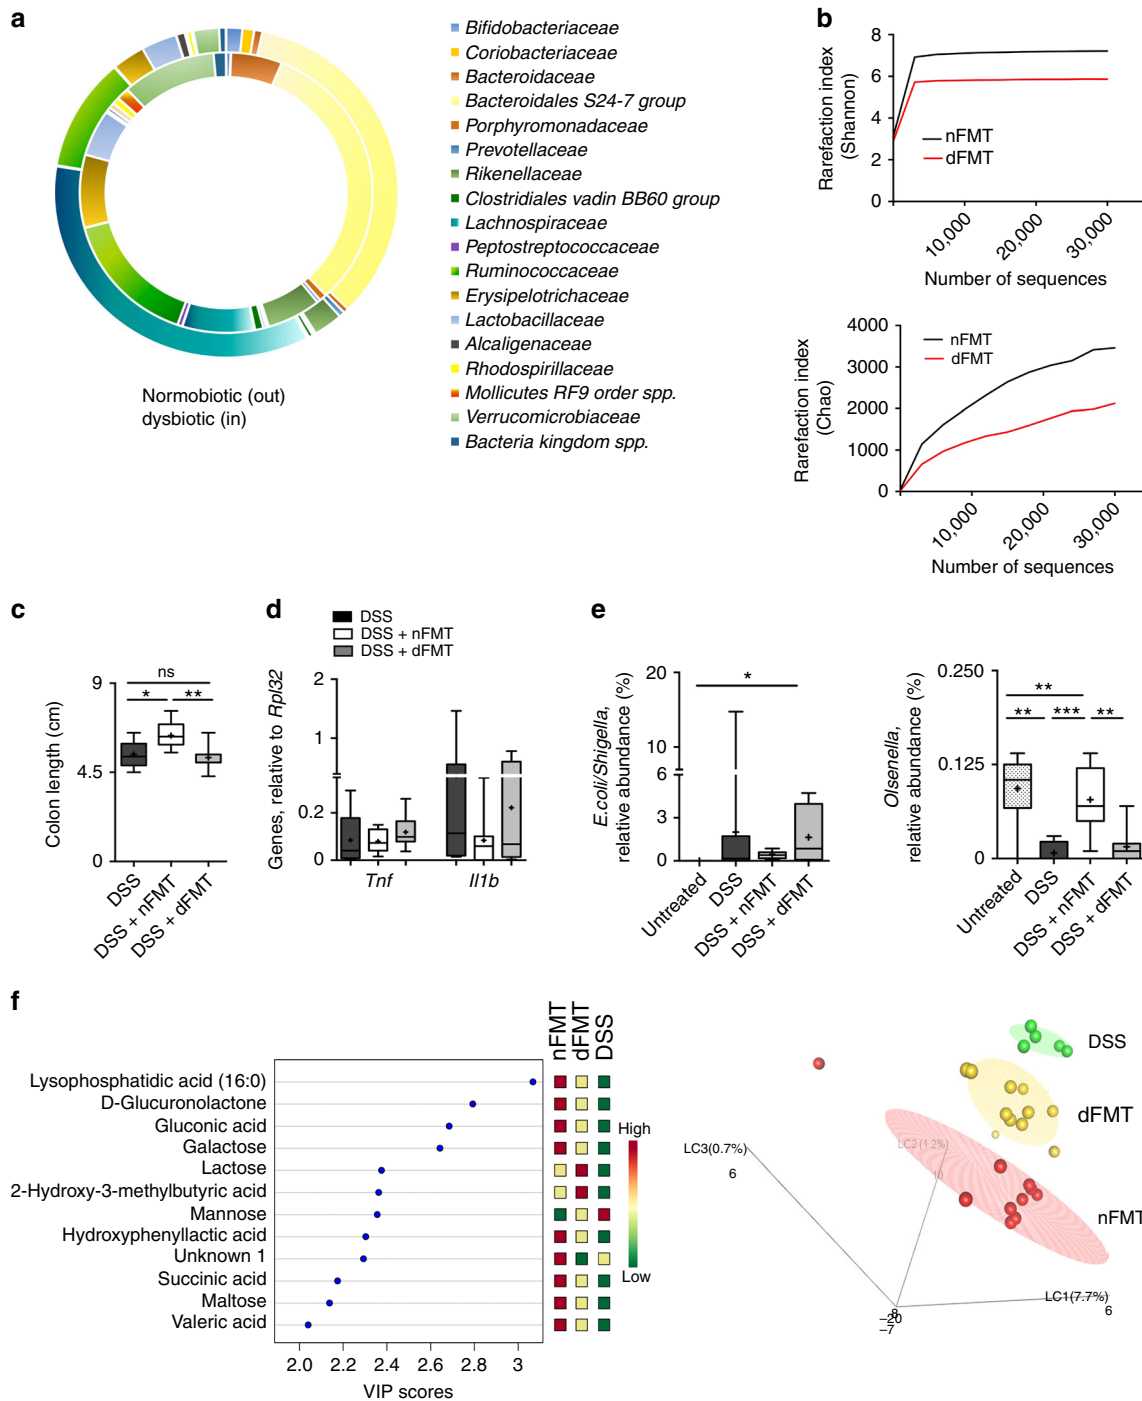 a
Bifidobacteriaceae
Coriobacteriaceae
Bacteroidaceae
Bacteroidales S24-7 group
Porphyromonadaceae
Prevotellaceae
Rikenellaceae
Clostridiales vadin BB60 group
Lachnospiraceae
Peptostreptococcaceae
Ruminococcaceae
Erysipelotrichaceae
Lactobacillaceae
Alcaligenaceae
Rhodospirillaceae
Mollicutes RF9 order spp.
Verrucomicrobiaceae
Bacteria kingdom spp.
Normobiotic (out)
dysbiotic (in)
b
Rarefaction index
(Shannon)
8
6
4
2
0
nFMT
dFMT
10,000
20,000
30,000
Number of sequences
Rarefaction index
(Chao)
4000
3000
2000
1000
0
nFMT
dFMT
10,000
20,000
30,000
Number of sequences
c
Colon length (cm)
9
4.5
0
ns
*
**
DSS
DSS + nFMT
DSS + dFMT
d
DSS
DSS + nFMT
DSS + dFMT
Genes, relative to Rpl32
2
1
0.2
0
Tnf
Il1b
e
E.coli/Shigella,
relative abundance (%)
20
10
6
3
0
*
Untreated
DSS
DSS + nFMT
DSS + dFMT
Olsenella,
relative abundance (%)
0.250
0.125
0
**
**
***
**
Untreated
DSS
DSS + nFMT
DSS + dFMT
f
nFMT
dFMT
DSS
Lysophosphatidic acid (16:0)
D-Glucuronolactone
Gluconic acid
Galactose
Lactose
2-Hydroxy-3-methylbutyric acid
Mannose
Hydroxyphenyllactic acid
Unknown 1
Succinic acid
Maltose
Valeric acid
2.0 2.2 2.4 2.6 2.8 3
VIP scores
High
Low
DSS
dFMT
nFMT
LC3(0.7%)
6
LC2(1.2%)
10
LC1(7.7%)
6
8
−20
−7